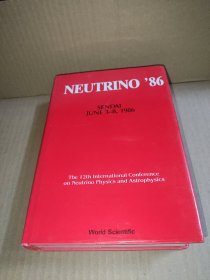 NEUTRINO '86
SENDAI
JUNE 3-8, 1986
The 12th International Conference
on Neutrino Physics and Astrophysics
World Scientific